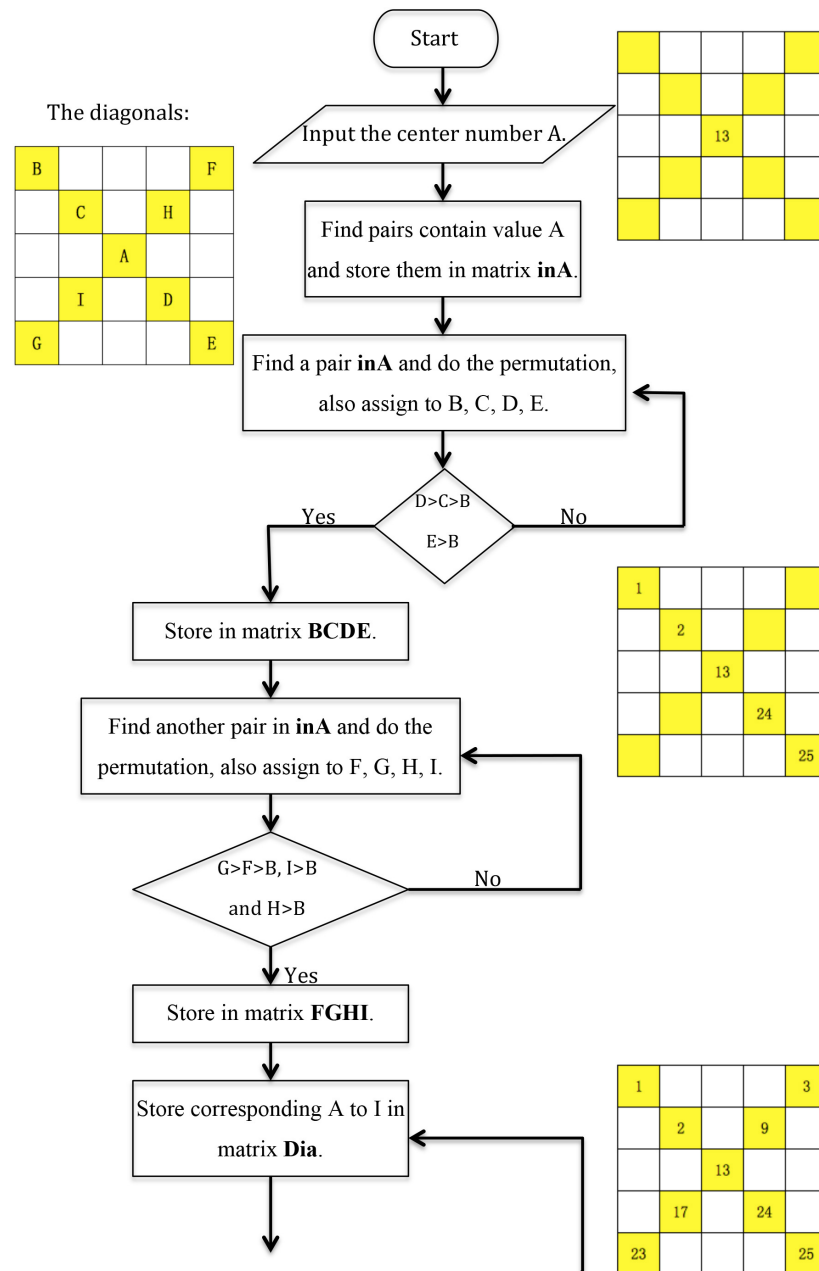 Start
The diagonals:
Input the center number A.
B F
C H
A
I D
G E
13
Find pairs contain value A
and store them in matrix inA.
Find a pair inA and do the permutation,
also assign to B, C, D, E.
D>C>B
E>B
Yes
No
Store in matrix BCDE.
1
2
13
24
25
Find another pair in inA and do the
permutation, also assign to F, G, H, I.
G>F>B, I>B
and H>B
No
Yes
Store in matrix FGHI.
Store corresponding A to I in
matrix Dia.
1 3
2 9
13
17 24
23 25